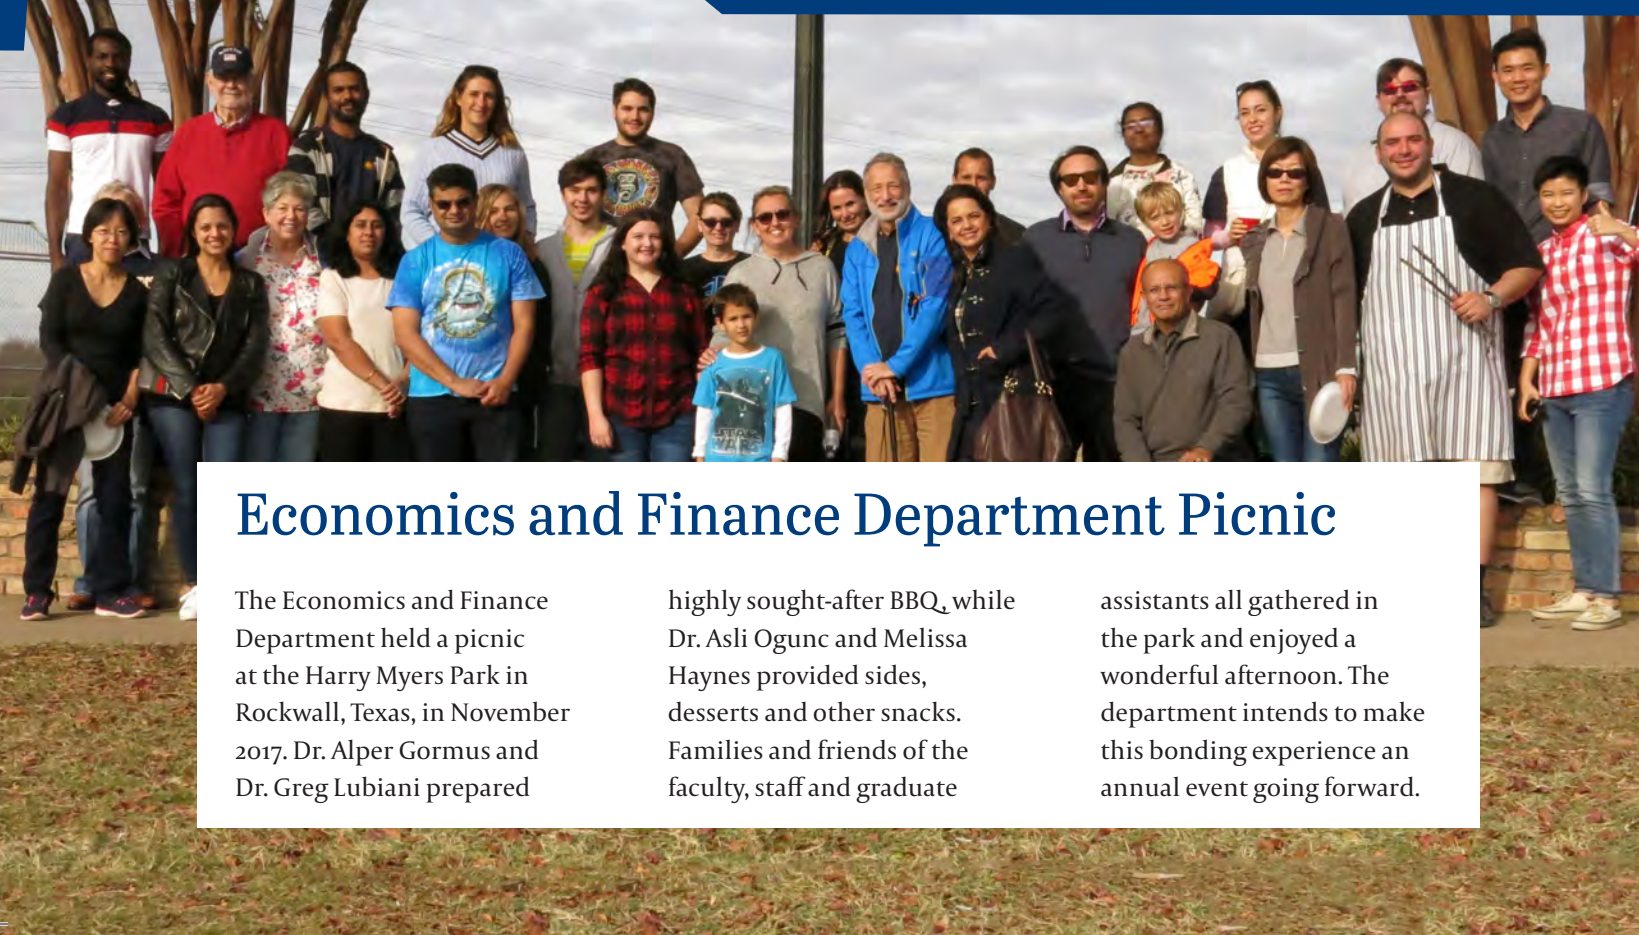 STAR
WARS
Economics and Finance Department Picnic
The Economics and Finance
Department held a picnic
at the Harry Myers Park in
Rockwall, Texas, in November
2017. Dr. Alper Gormus and
Dr. Greg Lubiani prepared
highly sought-after BBQ, while
Dr. Asli Ogunc and Melissa
Haynes provided sides,
desserts and other snacks.
Families and friends of the
faculty, staff and graduate
assistants all gathered in
the park and enjoyed a
wonderful afternoon. The
department intends to make
this bonding experience an
annual event going forward.